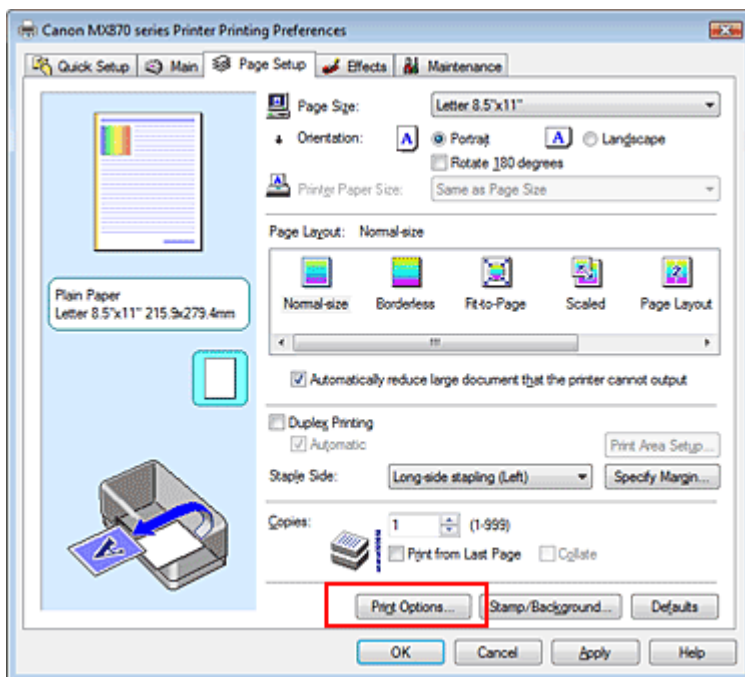 Canon MX870 series Printer Printing Preferences
Quick Setup Main Page Setup Effects Maintenance
Page Size: Letter 8.5"x11"
Orientation: A Portrait A Landscape
Rotate 180 degrees
Printer Paper Size: Same as Page Size
Page Layout: Normal-size
Normal-size Borderless Fit-to-Page Scaled Page Layout
Plain Paper
Letter 8.5"x11" 215.9x279.4mm
Automatically reduce large document that the printer cannot output
Duplex Printing
Automatic Print Area Setup...
Staple Side: Long-side stapling (Left) Specify Margin...
Copies: 1 (1-999)
Print from Last Page Collate
Print Options... Stamp/Background... Defaults
OK Cancel Apply Help